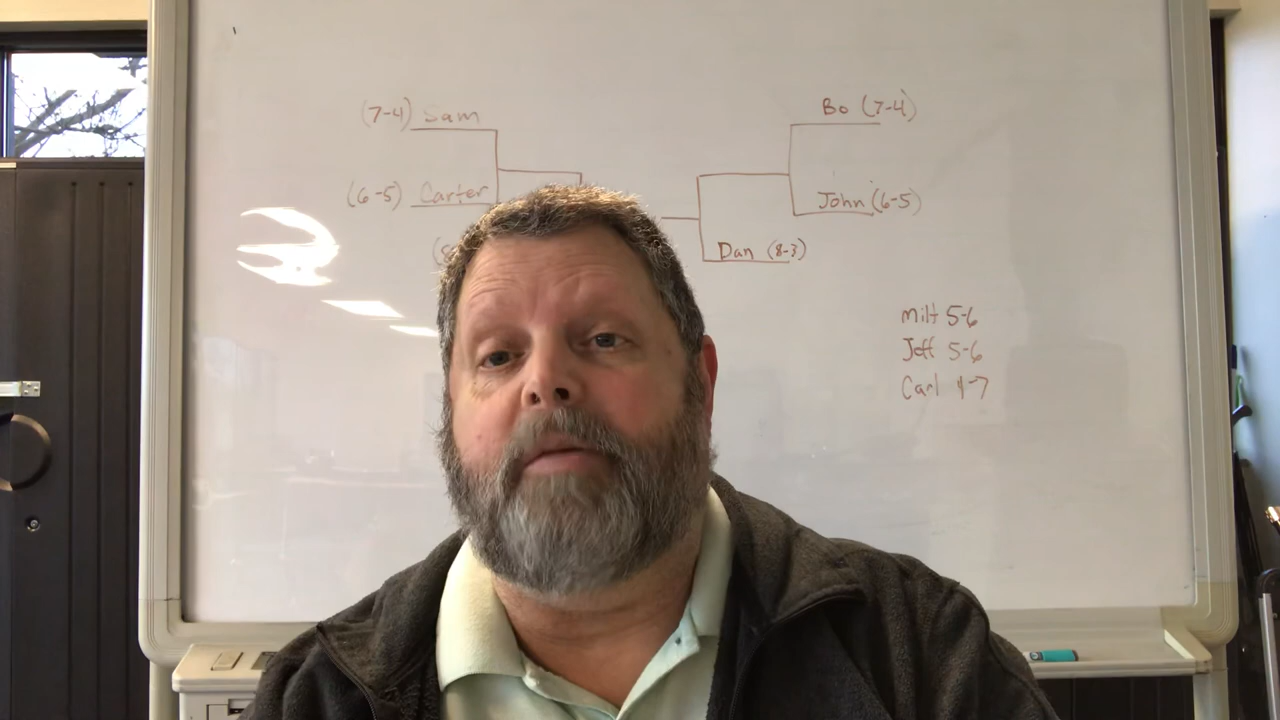 (7-4) Sam
Bo (7-4)
(6-5) Carter
John (6-5)
(8
Dan (8-3)
Milt 5-6
Jeff 5-6
Carl 4-7